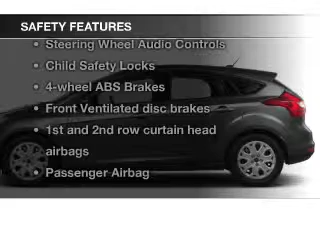 SAFETY FEATURES
• Steering Wheel Audio Controls
• Child Safety Locks
• 4-wheel ABS Brakes
• Front Ventilated disc brakes
• 1st and 2nd row curtain head
airbags
• Passenger Airbag